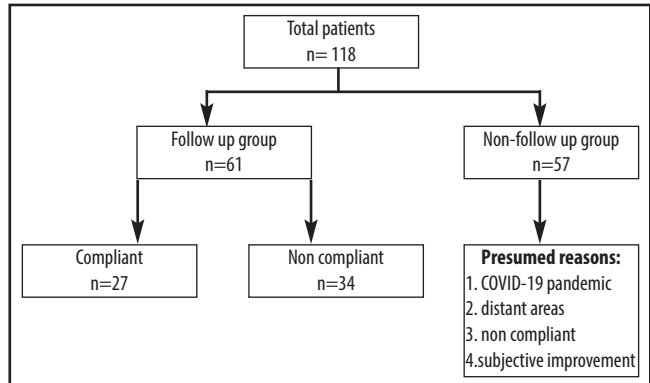 Total patients
n= 118
Follow up group
n=61
Non-follow up group
n=57
Compliant
n=27
Non compliant
n=34
Presumed reasons:
1. COVID-19 pandemic
2. distant areas
3. non compliant
4.subjective improvement